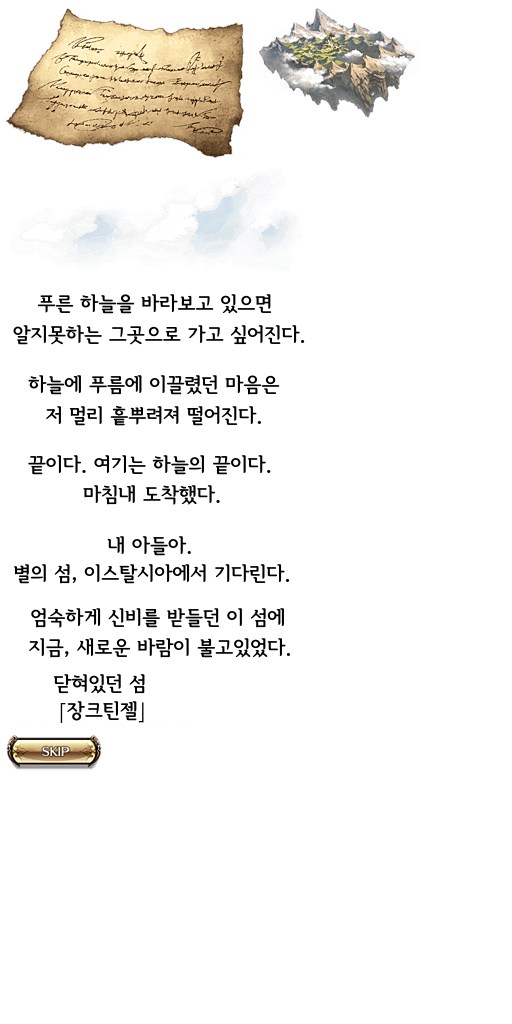 푸른 하늘을 바라보고 있으면
알지못하는 그곳으로 가고 싶어진다.
하늘에 푸름에 이끌렸던 마음은
저 멀리 흩뿌려져 떨어진다.
끝이다. 여기는 하늘의 끝이다.
마침내 도착했다.
내 아들아.
별의 섬, 이스탈시아에서 기다린다.
엄숙하게 신비를 받들던 이 섬에
지금, 새로운 바람이 불고있었다.
닫혀있던 섬
「장크틴젤」
SKIP